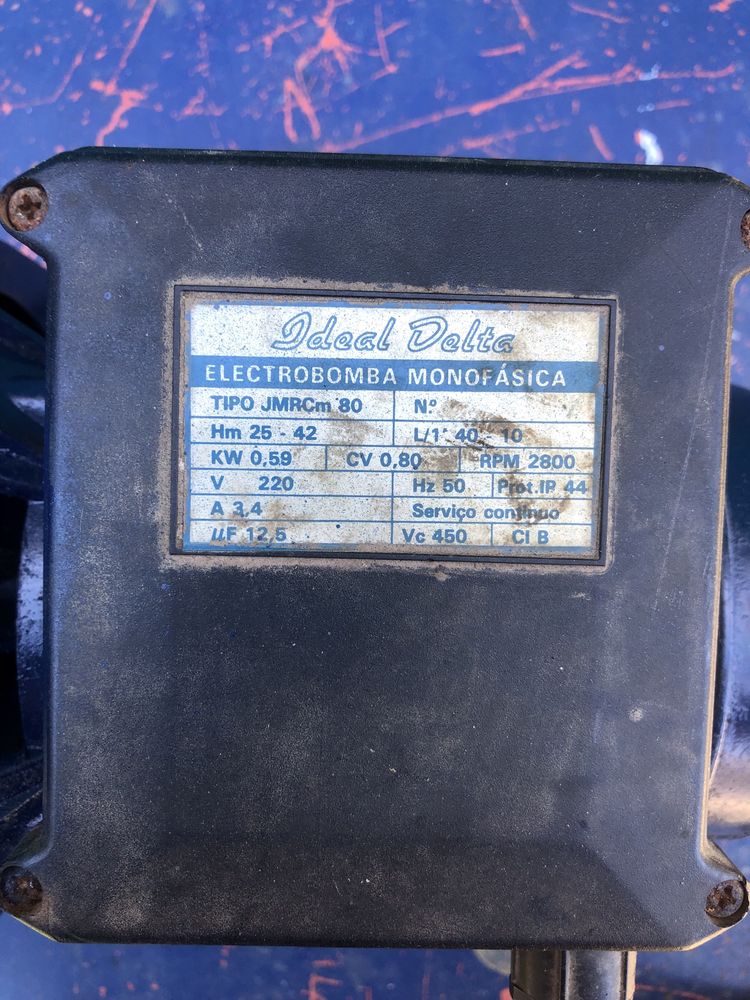 Ideal Delta
ELECTROBOMBA MONOFÁSICA
TIPO JMRCm 80 N.º
Hm 25 - 42 L/1' 40 - 10
KW 0,59 CV 0,80 RPM 2800
V 220 Hz 50 Prot. IP 44
A 3,4 Serviço contínuo
µF 12,5 Vc 450 Cl B